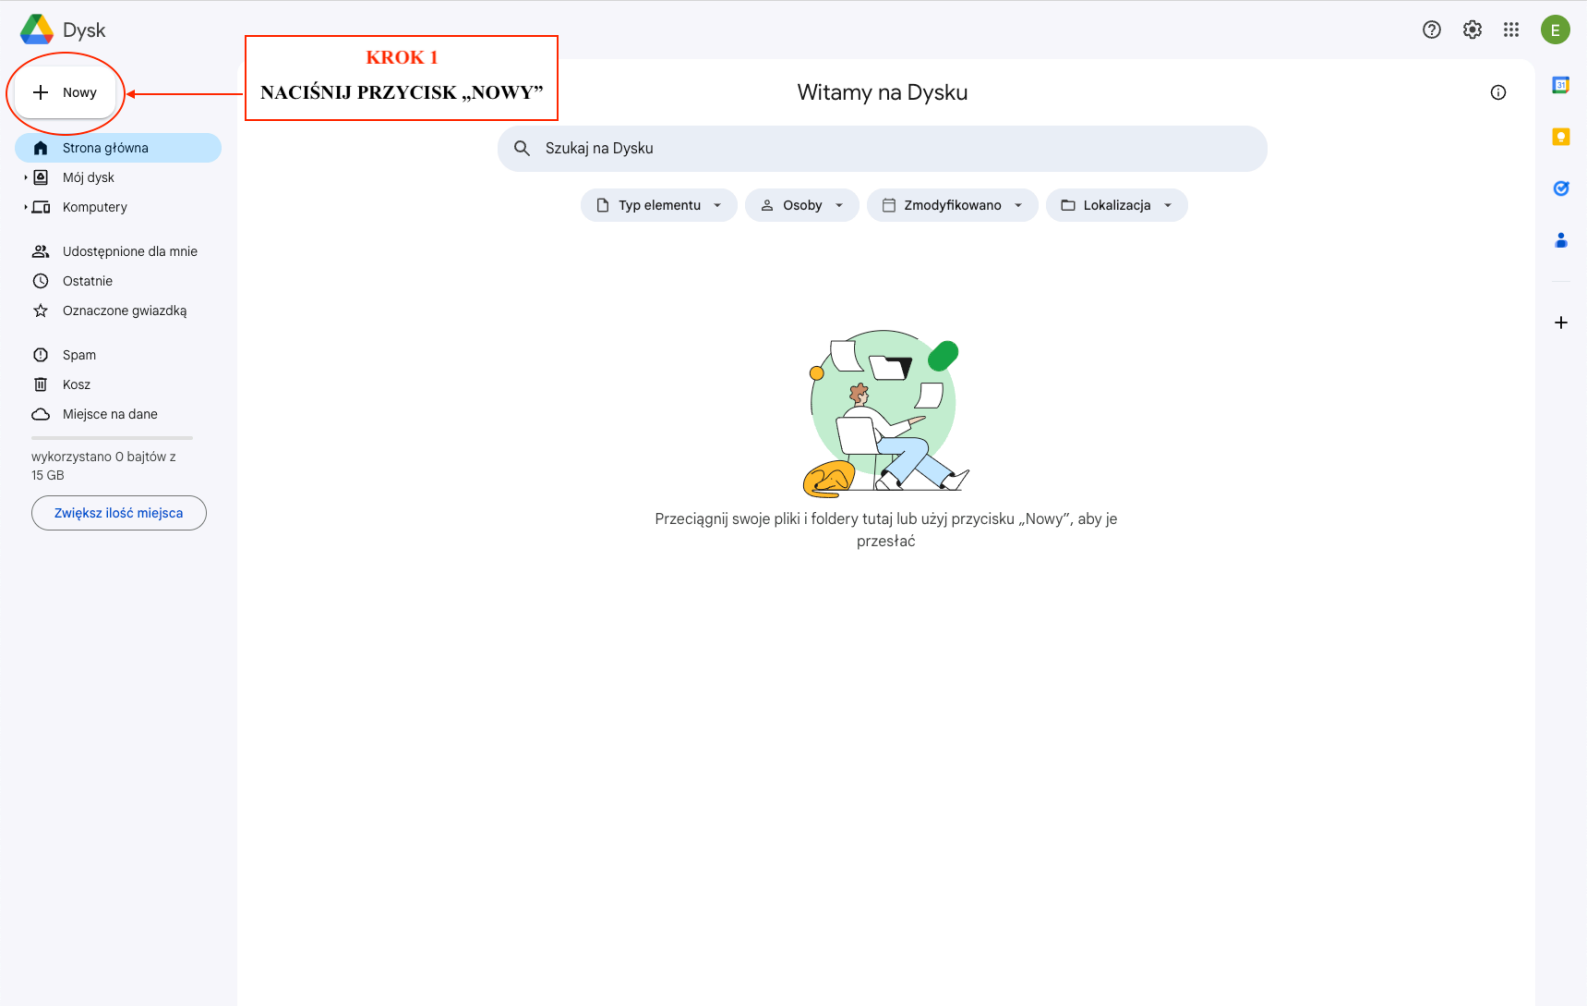 Dysk
KROK 1
NACIŚNIJ PRZYCISK „NOWY”
Nowy
Witamy na Dysku
Strona główna
Szukaj na Dysku
Mój dysk
Komputery
Typ elementu
Osoby
Zmodyfikowano
Lokalizacja
Udostępnione dla mnie
Ostatnie
Oznaczone gwiazdką
Spam
Kosz
Miejsce na dane
wykorzystano 0 bajtów z
15 GB
Zwiększ ilość miejsca
Przeciągnij swoje pliki i foldery tutaj lub użyj przycisku „Nowy”, aby je
przesłać
E
31